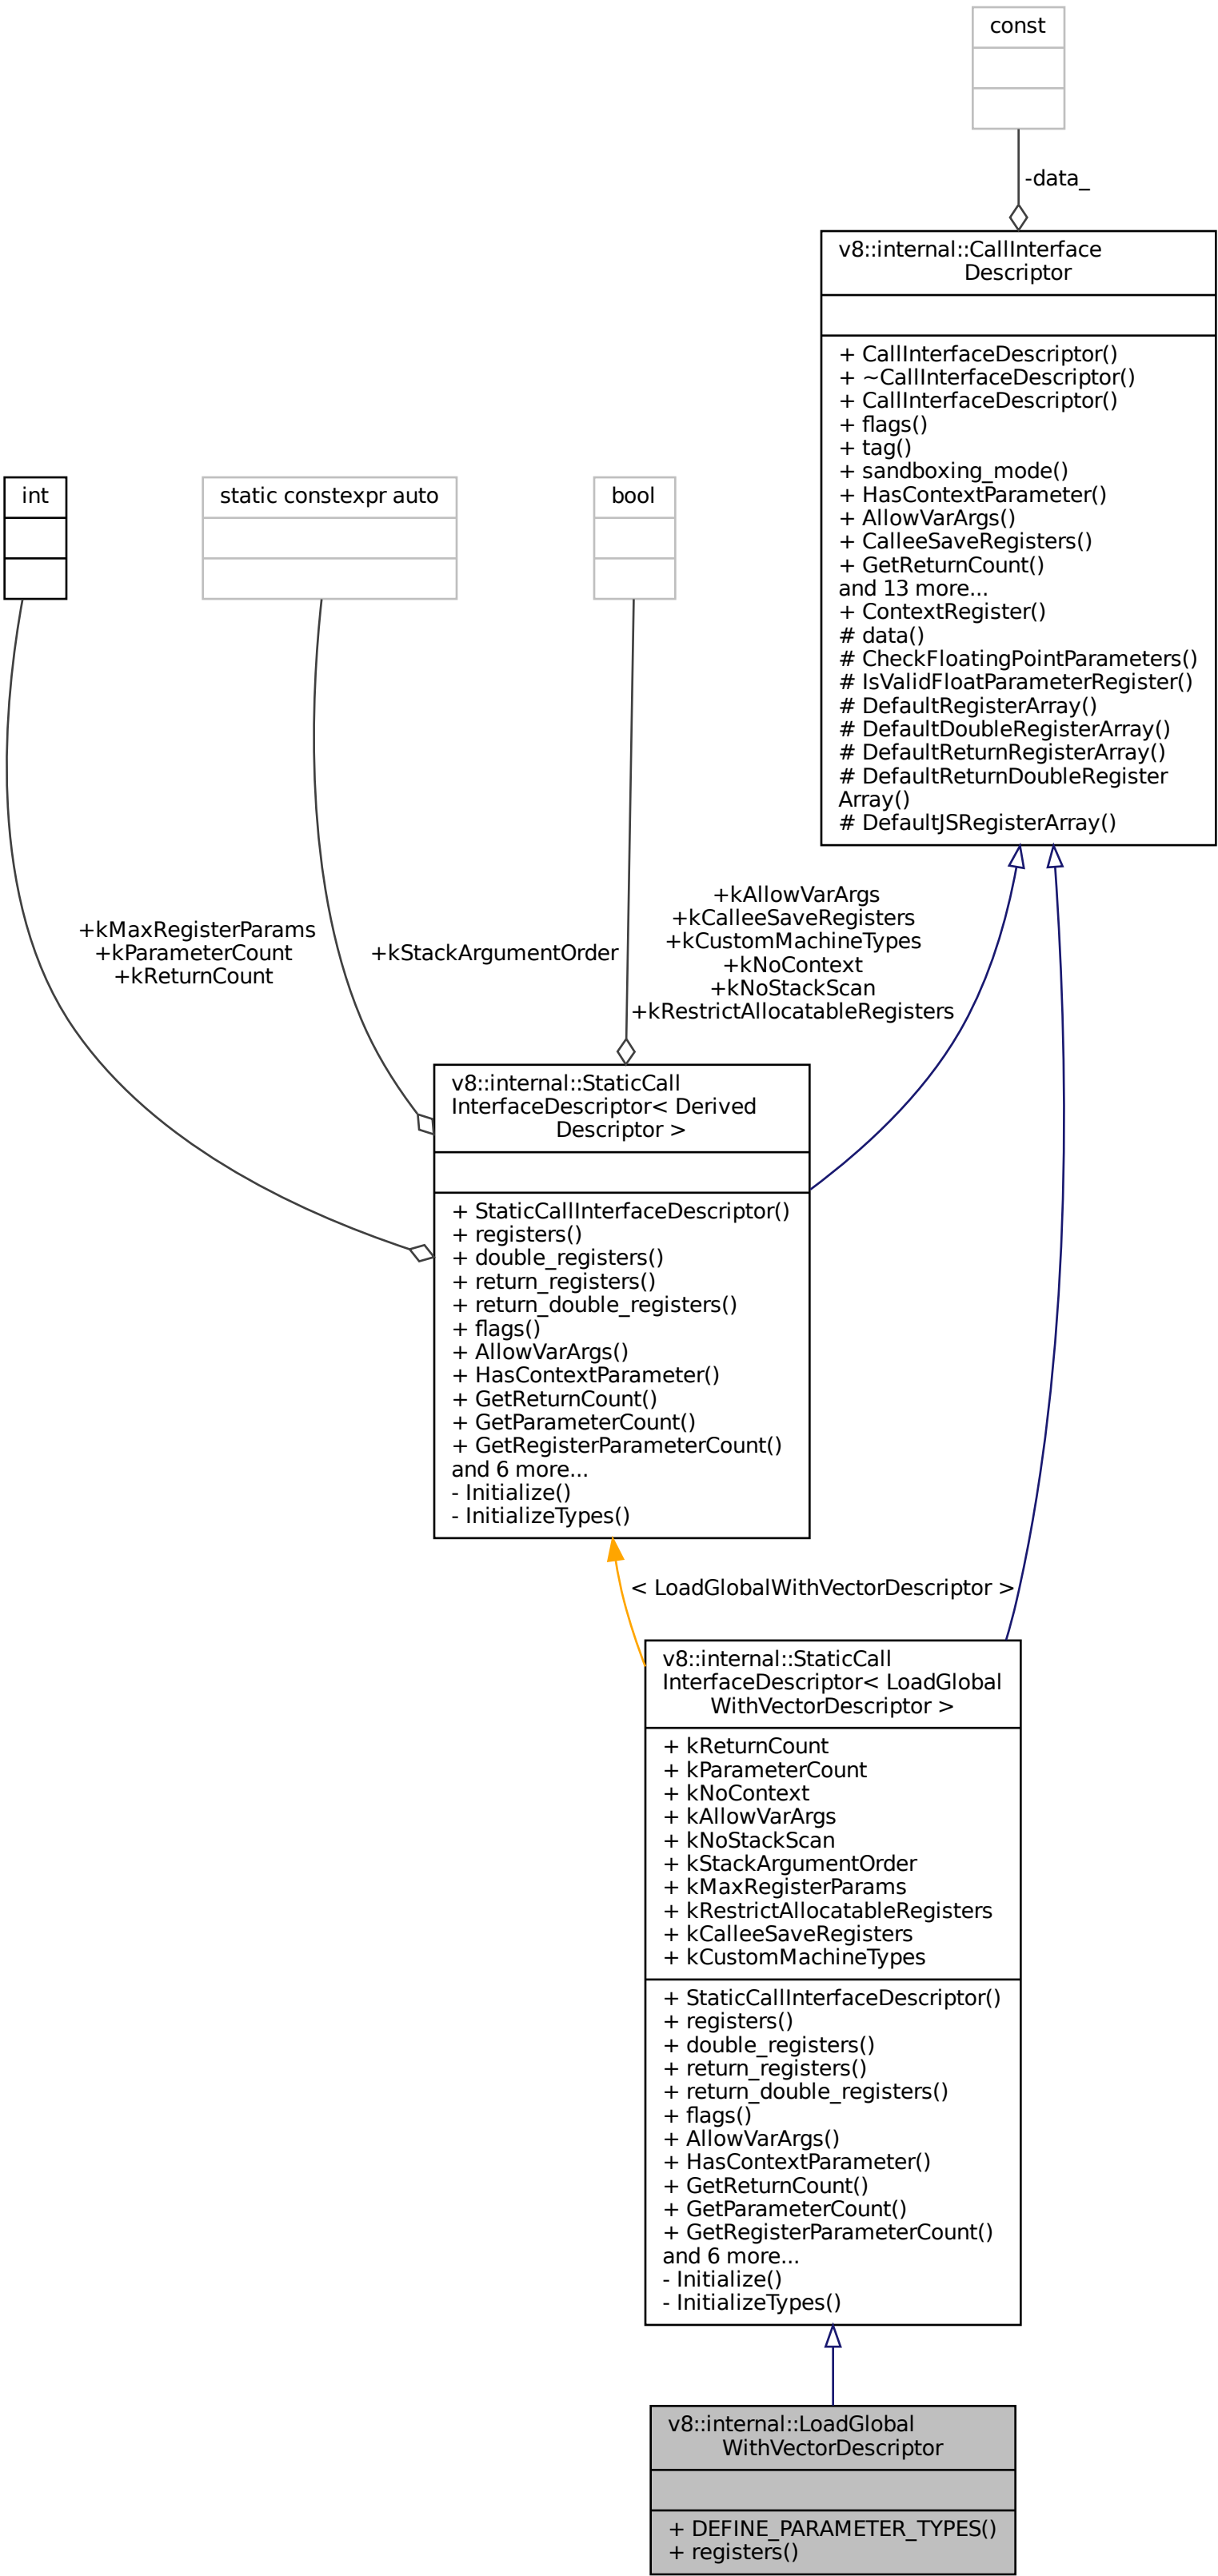 const
-data_
v8::internal::CallInterface
Descriptor
+ CallInterfaceDescriptor()
+ ~CallInterfaceDescriptor()
+ CallInterfaceDescriptor()
+ flags()
+ tag()
+ sandboxing_mode()
+ HasContextParameter()
+ AllowVarArgs()
+ CalleeSaveRegisters()
+ GetReturnCount()
and 13 more...
+ ContextRegister()
# data()
# CheckFloatingPointParameters()
# IsValidFloatParameterRegister()
# DefaultRegisterArray()
# DefaultDoubleRegisterArray()
# DefaultReturnRegisterArray()
# DefaultReturnDoubleRegister
Array()
# DefaultJSRegisterArray()
int
static constexpr auto
bool
+kMaxRegisterParams
+kParameterCount
+kReturnCount
+kStackArgumentOrder
+kAllowVarArgs
+kCalleeSaveRegisters
+kCustomMachineTypes
+kNoContext
+kNoStackScan
+kRestrictAllocatableRegisters
v8::internal::StaticCall
InterfaceDescriptor< Derived
Descriptor >
+ StaticCallInterfaceDescriptor()
+ registers()
+ double_registers()
+ return_registers()
+ return_double_registers()
+ flags()
+ AllowVarArgs()
+ HasContextParameter()
+ GetReturnCount()
+ GetParameterCount()
+ GetRegisterParameterCount()
and 6 more...
- Initialize()
- InitializeTypes()
< LoadGlobalWithVectorDescriptor >
v8::internal::StaticCall
InterfaceDescriptor< LoadGlobal
WithVectorDescriptor >
+ kReturnCount
+ kParameterCount
+ kNoContext
+ kAllowVarArgs
+ kNoStackScan
+ kStackArgumentOrder
+ kMaxRegisterParams
+ kRestrictAllocatableRegisters
+ kCalleeSaveRegisters
+ kCustomMachineTypes
+ StaticCallInterfaceDescriptor()
+ registers()
+ double_registers()
+ return_registers()
+ return_double_registers()
+ flags()
+ AllowVarArgs()
+ HasContextParameter()
+ GetReturnCount()
+ GetParameterCount()
+ GetRegisterParameterCount()
and 6 more...
- Initialize()
- InitializeTypes()
v8::internal::LoadGlobal
WithVectorDescriptor
+ DEFINE_PARAMETER_TYPES()
+ registers()